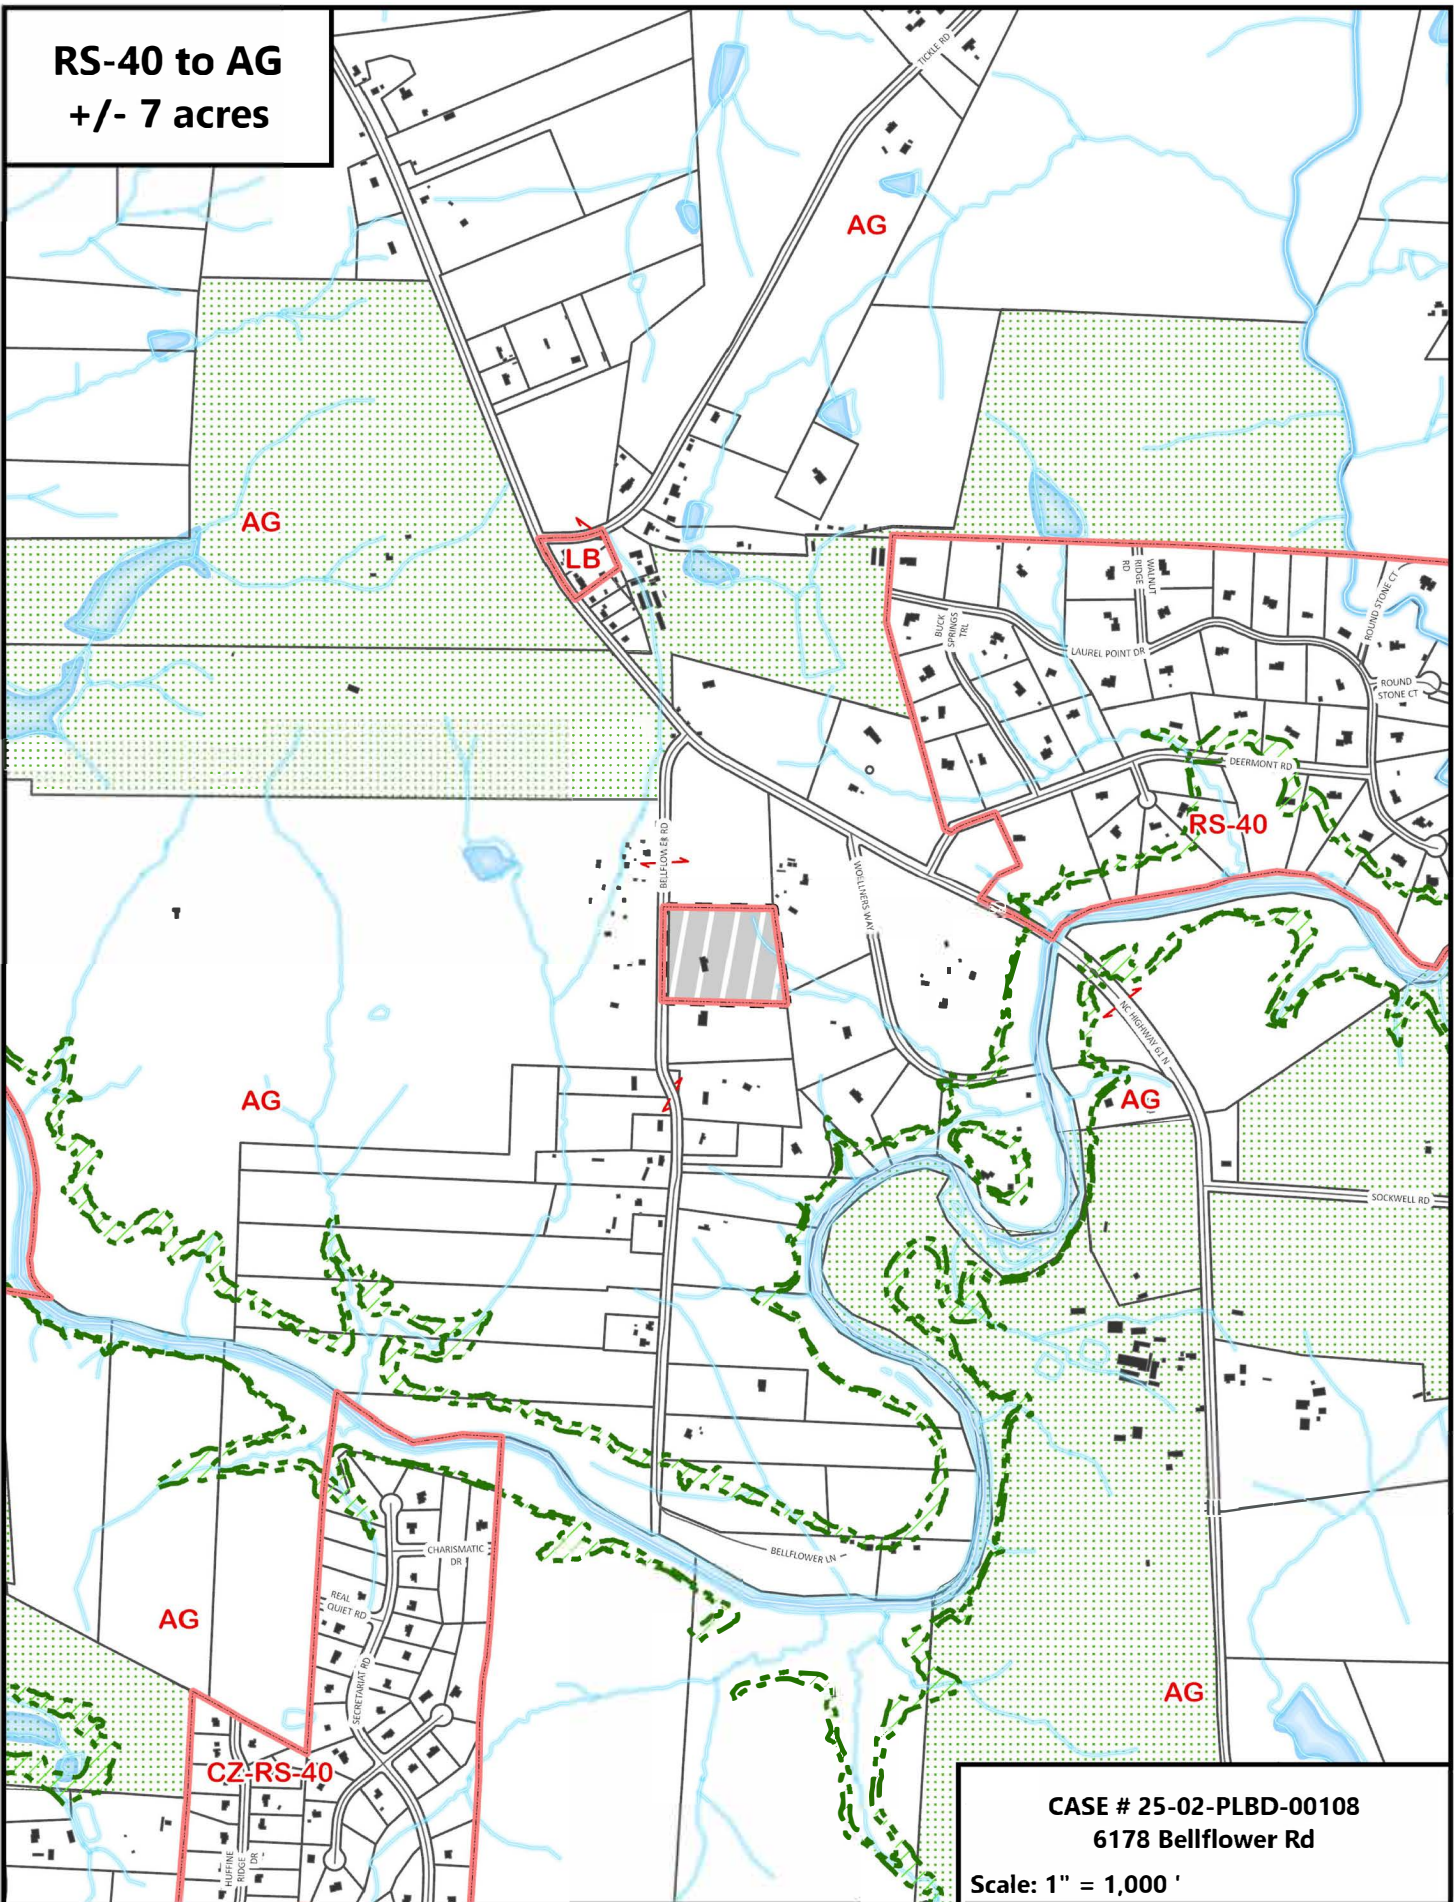 RS-40 to AG
+/- 7 acres
TICKLE RD
AG
AG
LB
WALNUT
RIDGE
RD
ROUND STONE CT
BUCK
SPRINGS
TRL
LAUREL POINT DR
ROUND
STONE CT
DEERMONT RD
RS-40
BELLFLOWER RD
WOELLNERS WAY
NC HIGHWAY 61 N
AG
AG
SOCKWELL RD
CHARISMATIC
DR
BELLFLOWER LN
REAL
QUIET RD
AG
SECRETARIAT RD
AG
CZ-RS-40
HUFFINE
RIDGE
DR
CASE # 25-02-PLBD-00108
6178 Bellflower Rd
Scale: 1" = 1,000 '